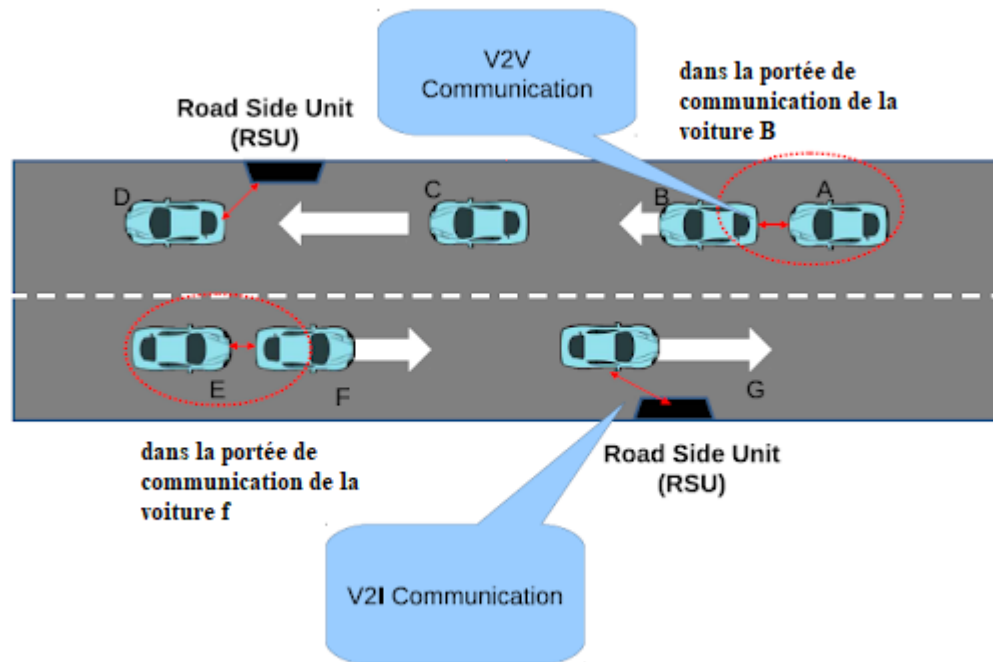 V2V
Communication
dans la portée de
communication de la
voiture B
Road Side Unit
(RSU)
D
C
B
A
E
F
G
dans la portée de
communication de la
voiture f
Road Side Unit
(RSU)
V2I Communication